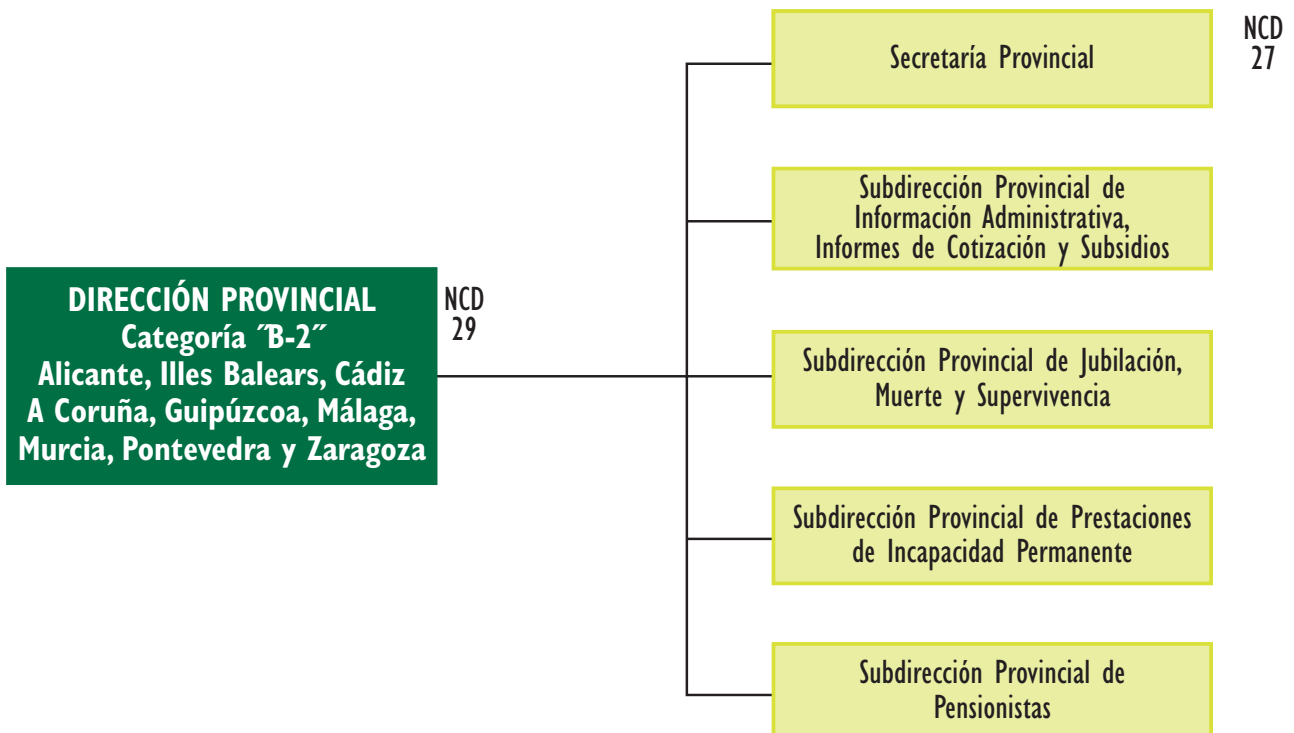 DIRECCIÓN PROVINCIAL
Categoría ˝B-2˝
Alicante, Illes Balears, Cádiz
A Coruña, Guipúzcoa, Málaga,
Murcia, Pontevedra y Zaragoza
NCD
29
Secretaría Provincial
NCD
27
Subdirección Provincial de
Información Administrativa,
Informes de Cotización y Subsidios
Subdirección Provincial de Jubilación,
Muerte y Supervivencia
Subdirección Provincial de Prestaciones
de Incapacidad Permanente
Subdirección Provincial de
Pensionistas